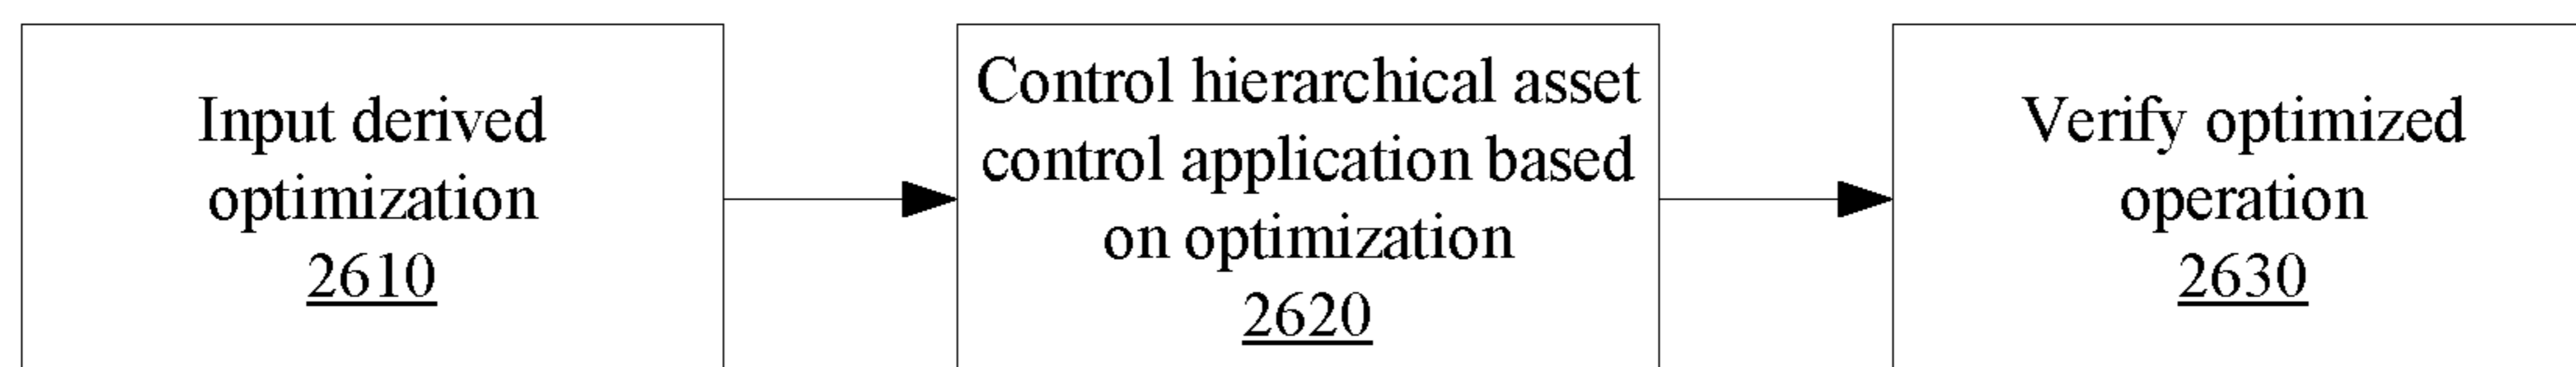 Input derived
optimization
2610
Control hierarchical asset
control application based
on optimization
2620
Verify optimized
operation
2630